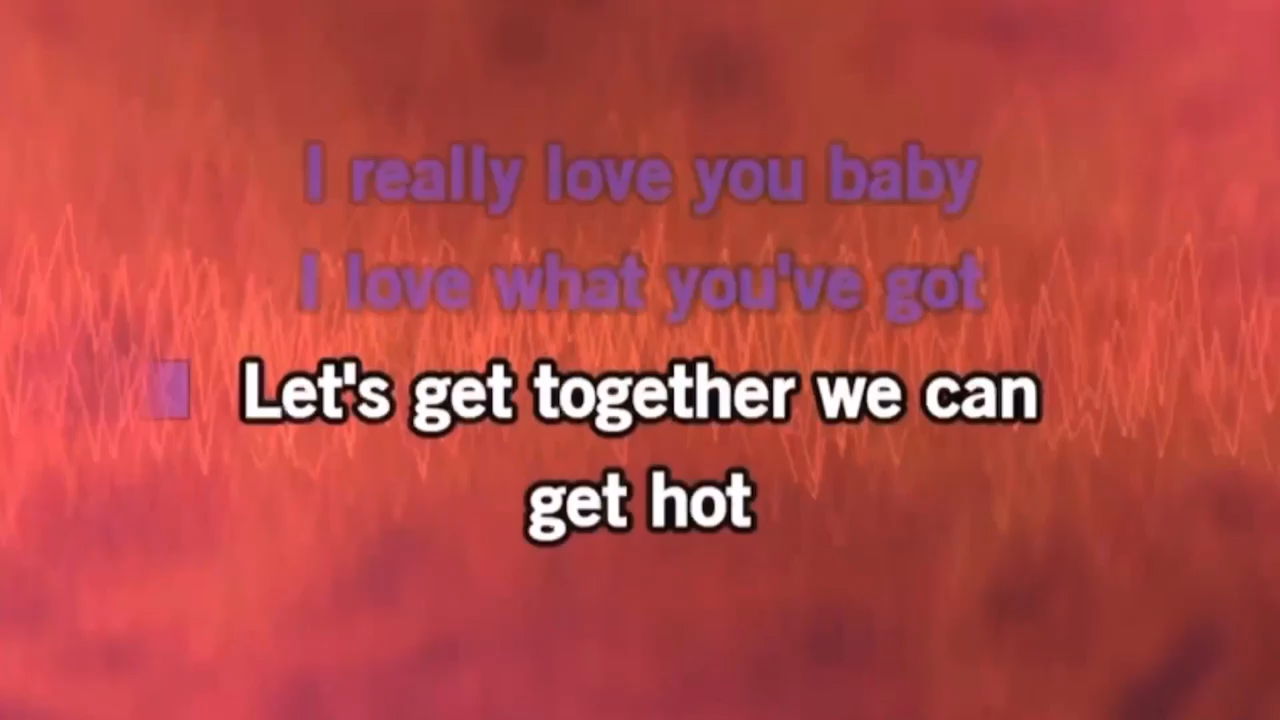 I really love you baby
I love what you've got
Let's get together we can
get hot